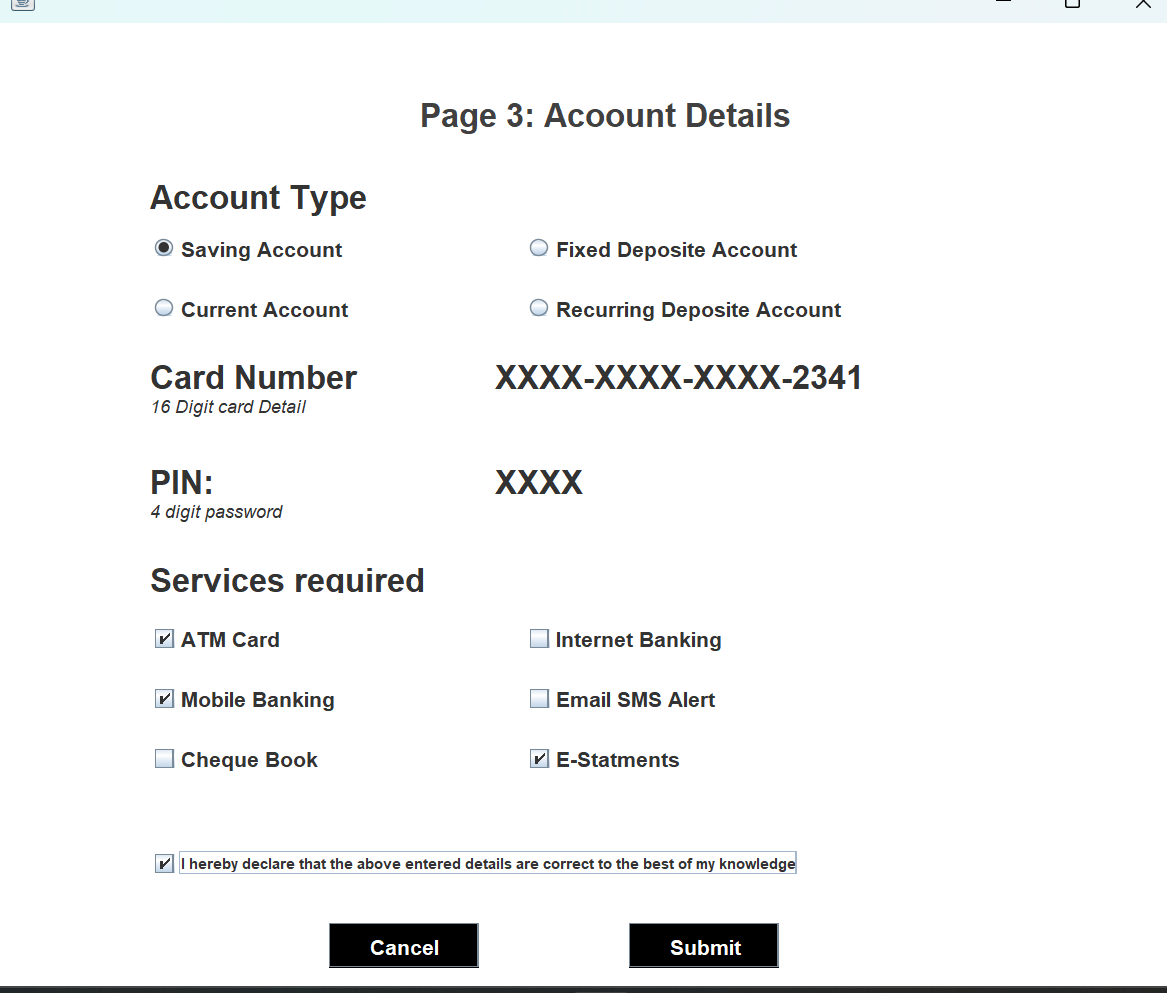 Page 3: Acoount Details
Account Type
Saving Account Fixed Deposite Account
Current Account Recurring Deposite Account
Card Number XXXX-XXXX-XXXX-2341
16 Digit card Detail
PIN: XXXX
4 digit password
Services required
ATM Card Internet Banking
Mobile Banking Email SMS Alert
Cheque Book E-Statments
I hereby declare that the above entered details are correct to the best of my knowledge
Cancel Submit